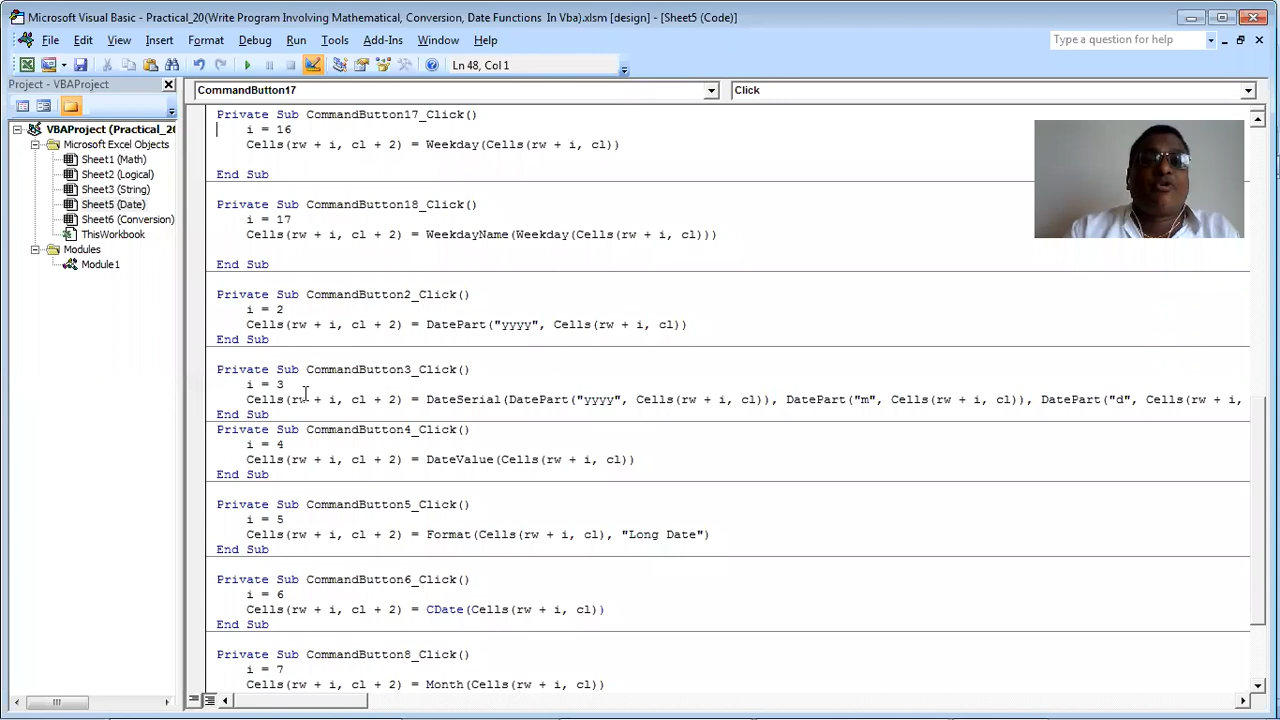 Microsoft Visual Basic - Practical_20(Write Program Involving Mathematical, Conversion, Date Functions In Vba).xlsm [design] - [Sheet5 (Code)]
File Edit View Insert Format Debug Run Tools Add-Ins Window Help
Type a question for help
Ln 48, Col 1
Project - VBAProject
CommandButton17
Click
VBAProject (Practical_20
Microsoft Excel Objects
Sheet1 (Math)
Sheet2 (Logical)
Sheet3 (String)
Sheet5 (Date)
Sheet6 (Conversion)
ThisWorkbook
Modules
Module1
Private Sub CommandButton17_Click()
i = 16
Cells(rw + i, cl + 2) = Weekday(Cells(rw + i, cl))
End Sub
Private Sub CommandButton18_Click()
i = 17
Cells(rw + i, cl + 2) = WeekdayName(Weekday(Cells(rw + i, cl)))
End Sub
Private Sub CommandButton2_Click()
i = 2
Cells(rw + i, cl + 2) = DatePart("yyyy", Cells(rw + i, cl))
End Sub
Private Sub CommandButton3_Click()
i = 3
Cells(rw + i, cl + 2) = DateSerial(DatePart("yyyy", Cells(rw + i, cl)), DatePart("m", Cells(rw + i, cl)), DatePart("d", Cells(rw + i,
End Sub
Private Sub CommandButton4_Click()
i = 4
Cells(rw + i, cl + 2) = DateValue(Cells(rw + i, cl))
End Sub
Private Sub CommandButton5_Click()
i = 5
Cells(rw + i, cl + 2) = Format(Cells(rw + i, cl), "Long Date")
End Sub
Private Sub CommandButton6_Click()
i = 6
Cells(rw + i, cl + 2) = CDate(Cells(rw + i, cl))
End Sub
Private Sub CommandButton8_Click()
i = 7
Cells(rw + i, cl + 2) = Month(Cells(rw + i, cl))